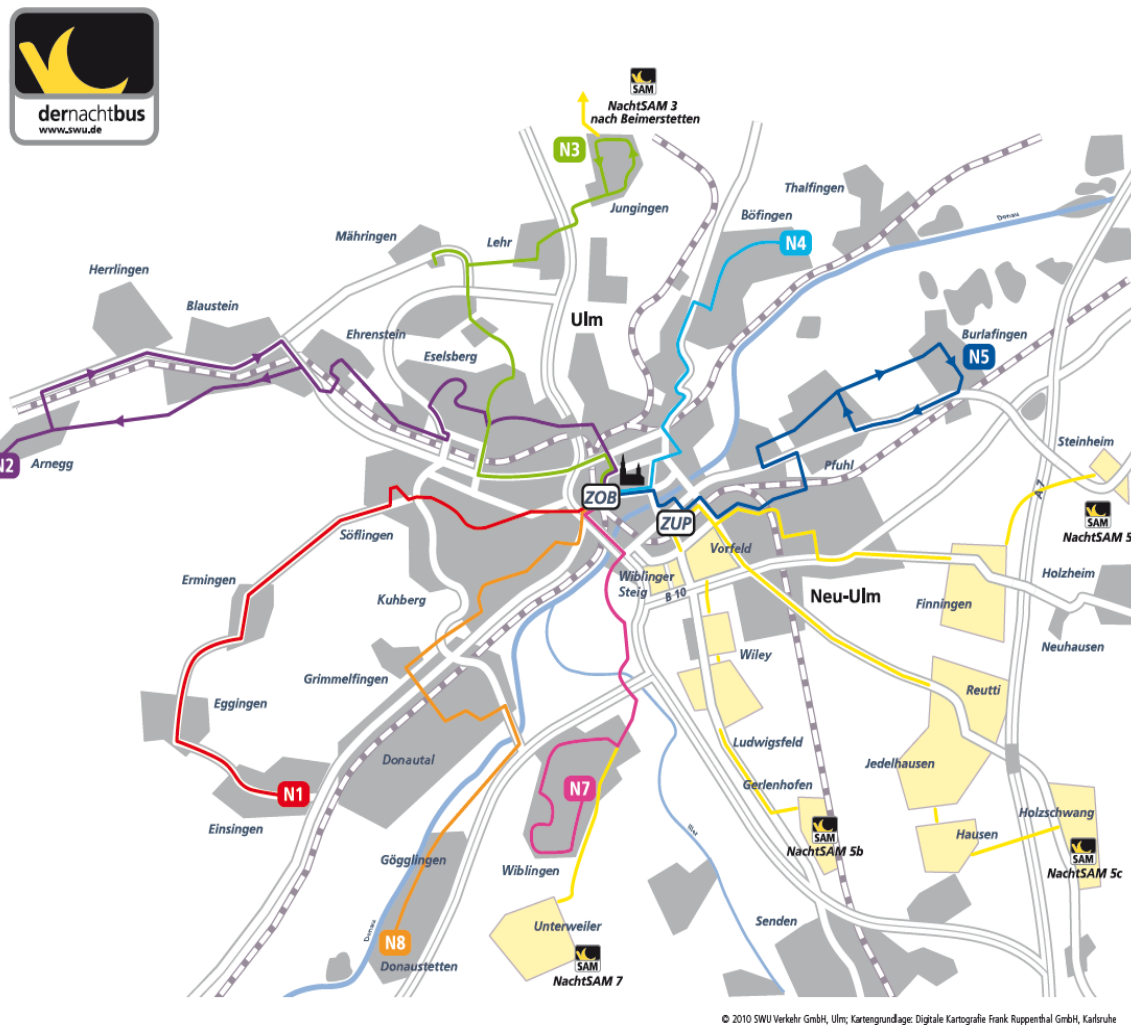 dernachtbus
www.swu.de
SAM
NachtSAM 3
nach Beimerstetten
N3
Jungingen
Thalfingen
Böfingen
N4
Donau
Mähringen
Lehr
Herrlingen
Blaustein
Ulm
Ehrenstein
Eselsberg
Burlafingen
N5
Steinheim
N2
Arnegg
Pfuhl
A7
SAM
NachtSAM 5
ZOB
ZUP
Söflingen
Vorfeld
Wiblinger
Steig
B 10
Neu-Ulm
Holzheim
Ermingen
Kuhberg
Finningen
Neuhausen
Wiley
Grimmelfingen
Reutti
Eggingen
Ludwigsfeld
Donautal
Jedelhausen
Gerlenhofen
N1
N7
Einsingen
Holzschwang
Iller
Hausen
SAM
NachtSAM 5b
SAM
NachtSAM 5c
Gögglingen
Wiblingen
Donau
Unterweiler
Senden
N8
Donaustetten
SAM
NachtSAM 7
© 2010 SWU Verkehr GmbH, Ulm; Kartengrundlage: Digitale Kartografie Frank Ruppenthal GmbH, Karlsruhe